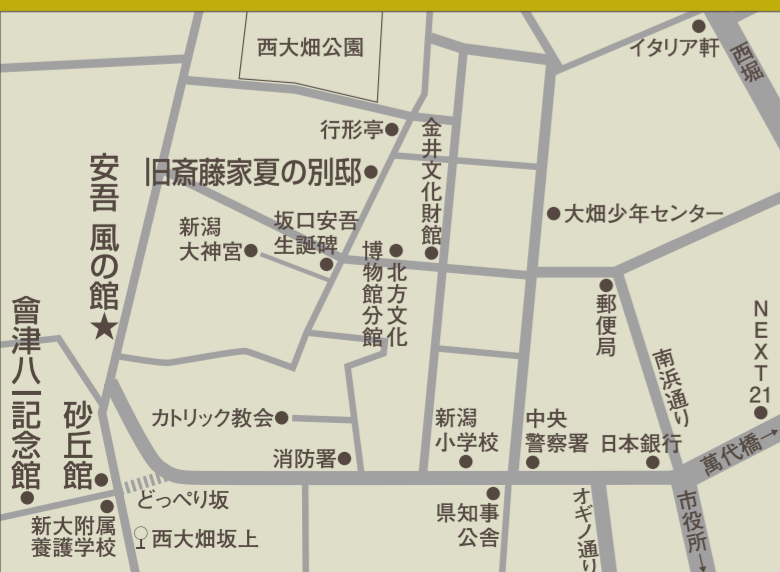 西大畑公園
イタリア軒
西堀
行形亭
金井文化財館
旧斎藤家夏の別邸
安吾 風の館
大畑少年センター
坂口安吾
生誕碑
新潟
大神宮
北方文化
博物館分館
郵便局
會津八一記念館
NEXT21
南浜通り
砂丘館
カトリック教会
新潟
小学校
中央
警察署
日本銀行
萬代橋→
消防署
どっぺり坂
県知事
公舎
オギノ通り
市役所→
新大附属
養護学校
西大畑坂上